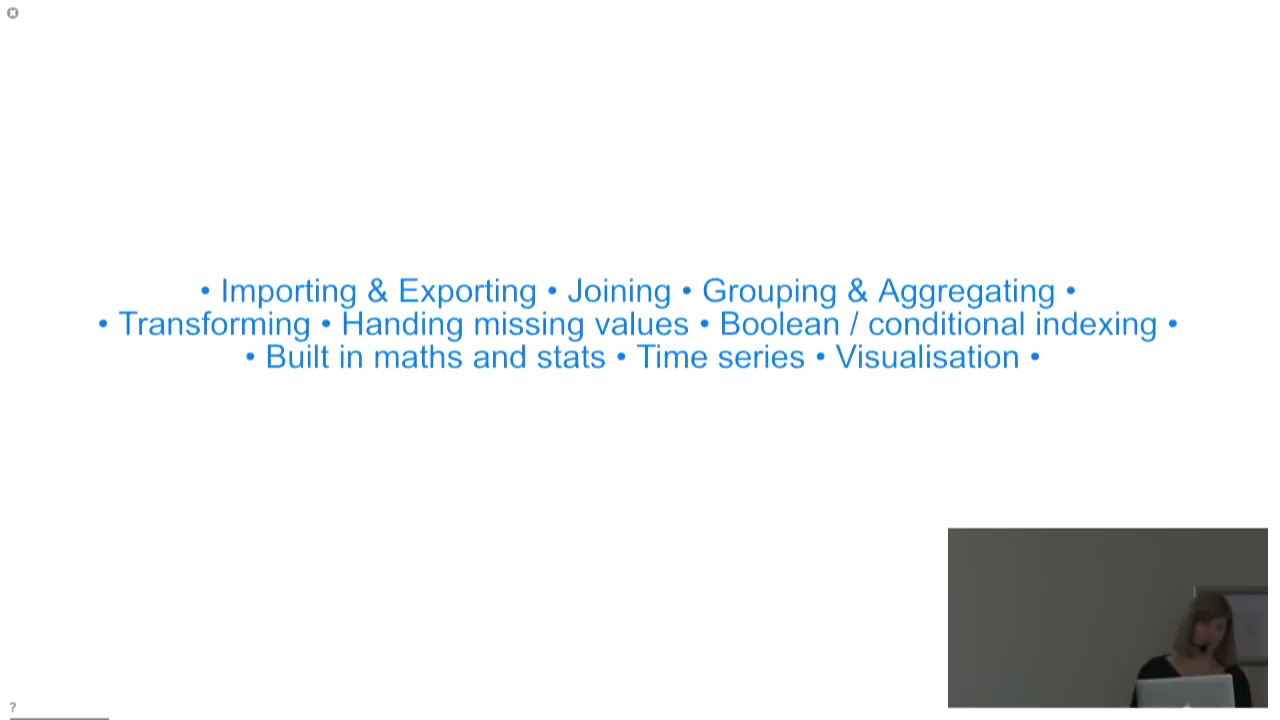 • Importing & Exporting • Joining • Grouping & Aggregating •
• Transforming • Handing missing values • Boolean / conditional indexing •
• Built in maths and stats • Time series • Visualisation •
?